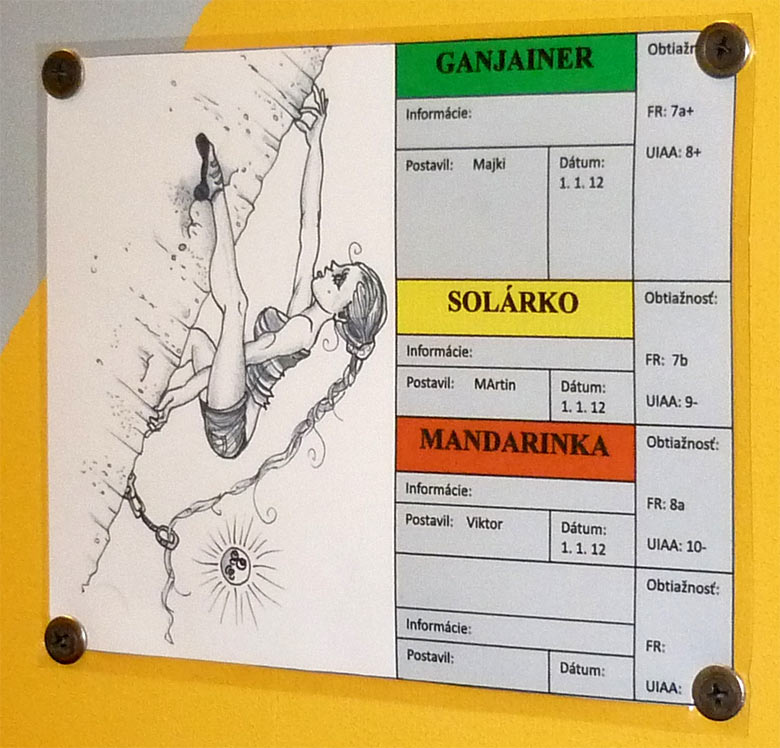 GANJAINER
Informácie:
Postavil: Majki
Dátum:
1. 1. 12
FR: 7a+
UIAA: 8+
SOLÁRKO
Informácie:
Postavil: MArtin
Dátum:
1. 1. 12
Obtiažnosť:
FR: 7b
UIAA: 9-
MANDARINKA
Informácie:
Postavil: Viktor
Dátum:
1. 1. 12
Obtiažnosť:
FR: 8a
UIAA: 10-
Informácie:
Postavil:
Dátum:
Obtiažnosť:
FR:
UIAA: